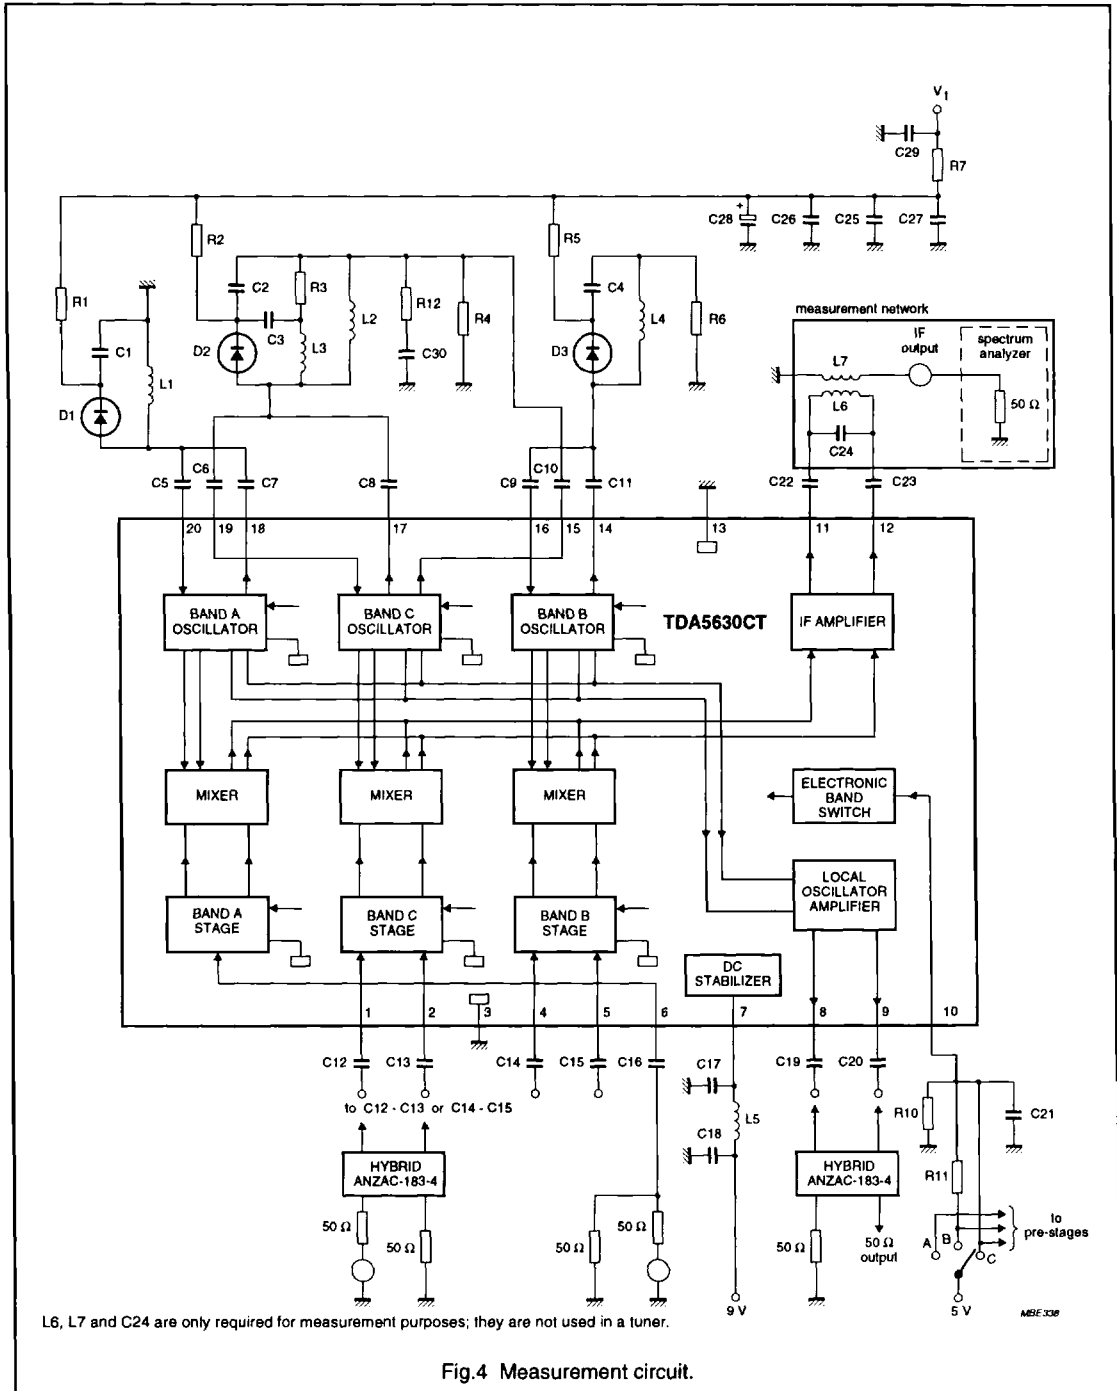 V1
C29
R7
C28
+
C26
C25
C27
R1
R2
C2
R3
C3
L3
L2
R12
C30
R4
R5
C4
L4
R6
D1
C1
L1
D2
D3
measurement network
L7
IF
output
spectrum
analyzer
L6
50 Ω
C24
C5
C6
C7
C8
C9
C10
C11
C22
C23
20
19
18
17
16
15
14
13
11
12
BAND A
OSCILLATOR
BAND C
OSCILLATOR
BAND B
OSCILLATOR
TDA5630CT
IF AMPLIFIER
MIXER
MIXER
MIXER
ELECTRONIC
BAND
SWITCH
BAND A
STAGE
BAND C
STAGE
BAND B
STAGE
LOCAL
OSCILLATOR
AMPLIFIER
DC
STABILIZER
1
2
3
4
5
6
7
8
9
10
C12
C13
C14
C15
C16
C17
C18
L5
C19
C20
to C12 - C13 or C14 - C15
R10
C21
R11
HYBRID
ANZAC-183-4
HYBRID
ANZAC-183-4
50 Ω
50 Ω
50 Ω
50 Ω
50 Ω
50 Ω
output
A
B
C
to
pre-stages
9 V
5 V
MBE338
L6, L7 and C24 are only required for measurement purposes; they are not used in a tuner.
Fig.4 Measurement circuit.